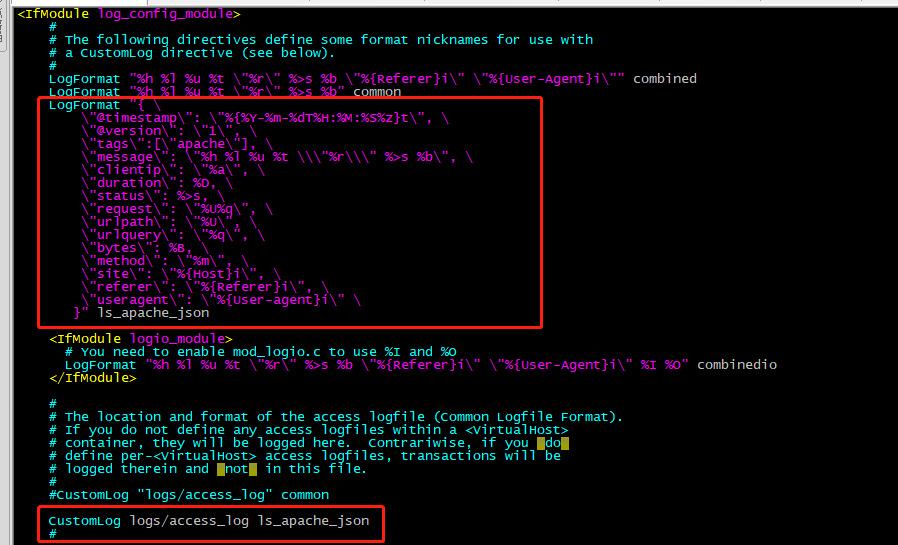 <IfModule log_config_module>
#
# The following directives define some format nicknames for use with
# a CustomLog directive (see below).
#
LogFormat "%h %l %u %t \"%r\" %>s %b \"%{Referer}i\" \"%{User-Agent}i\"" combined
LogFormat "%h %l %u %t \"%r\" %>s %b" common
LogFormat "{ \
\"@timestamp\": \"%{%Y-%m-%dT%H:%M:%S%z}t\", \
\"@version\": \"1\", \
\"tags\":[\"apache\"], \
\"message\": \"%h %l %u %t \\\"%r\\\" %>s %b\", \
\"clientip\": \"%a\", \
\"duration\": %D, \
\"status\": %>s, \
\"request\": \"%U%q\", \
\"urlpath\": \"%U\", \
\"urlquery\": \"%q\", \
\"bytes\": %B, \
\"method\": \"%m\", \
\"site\": \"%{Host}i\", \
\"referer\": \"%{Referer}i\", \
\"useragent\": \"%{User-agent}i\" \
}" ls_apache_json
<IfModule logio_module>
# You need to enable mod_logio.c to use %I and %O
LogFormat "%h %l %u %t \"%r\" %>s %b \"%{Referer}i\" \"%{User-Agent}i\" %I %O" combinedio
</IfModule>
#
# The location and format of the access logfile (Common Logfile Format).
# If you do not define any access logfiles within a <VirtualHost>
# container, they will be logged here.  Contrariwise, if you *do*
# define per-<VirtualHost> access logfiles, transactions will be
# logged therein and *not* in this file.
#
#CustomLog "logs/access_log" common
CustomLog logs/access_log ls_apache_json
#